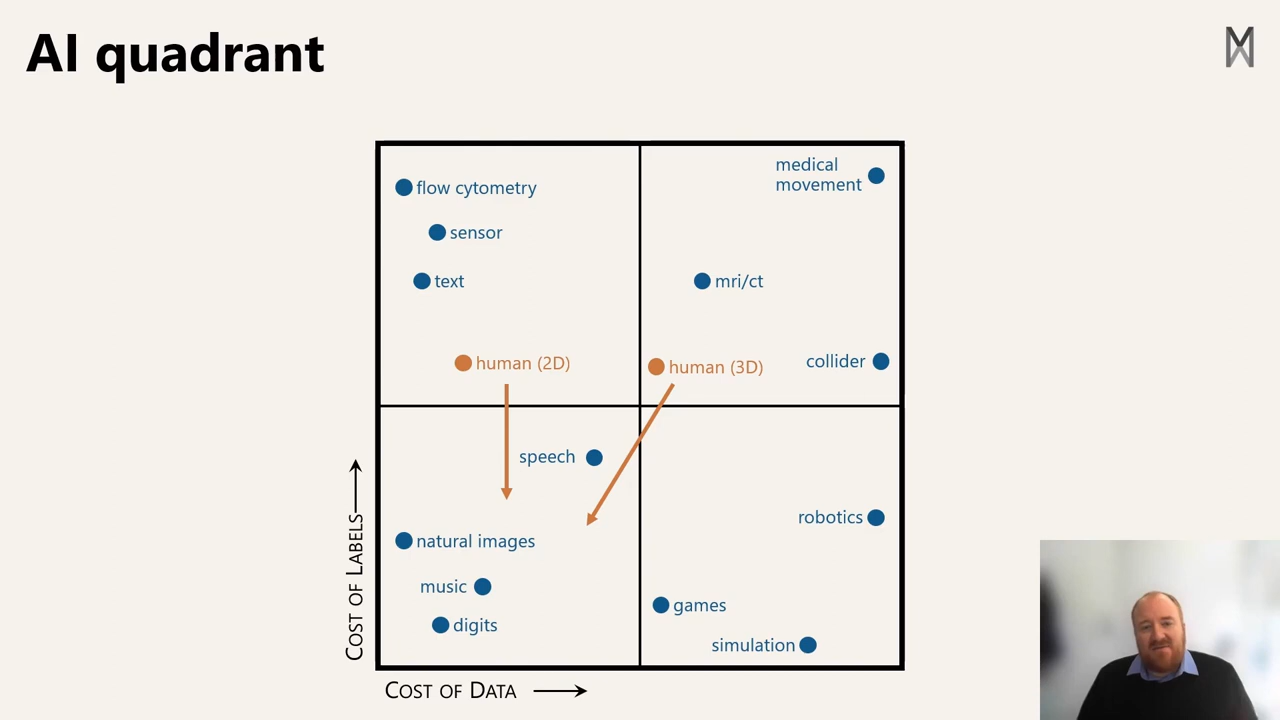 AI quadrant
medical
movement
flow cytometry
sensor
text
mri/ct
human (2D)
human (3D)
collider
speech
robotics
natural images
music
games
digits
simulation
COST OF LABELS
COST OF DATA